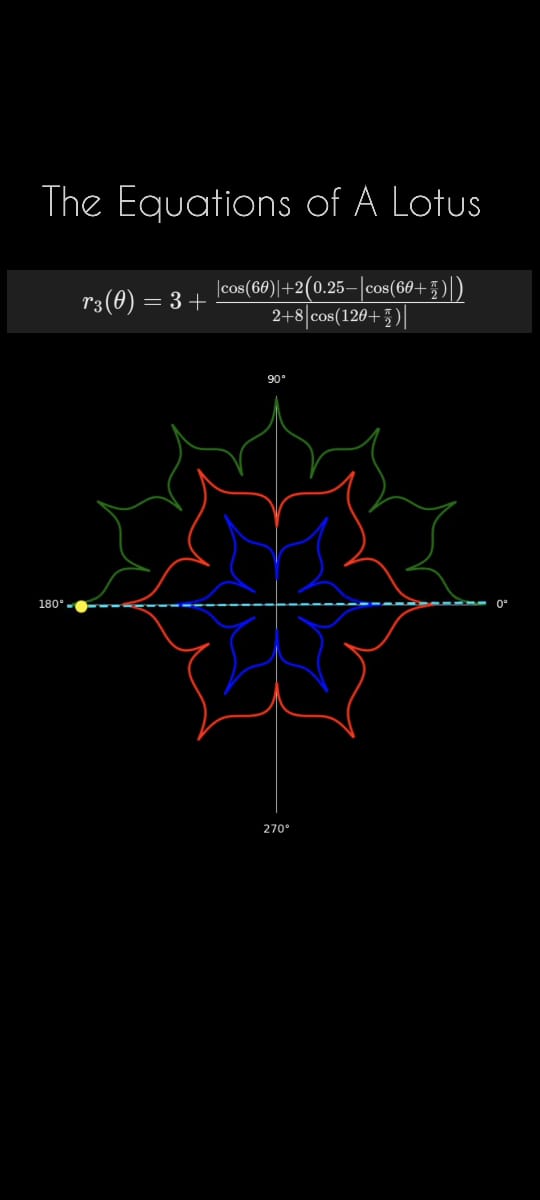 The Equations of A Lotus
r₃(θ) = 3 + (|cos(6θ)|+2(0.25−|cos(6θ+π/2)|))/(2+8|cos(12θ+π/2)|)
90°
180° 0°
270°